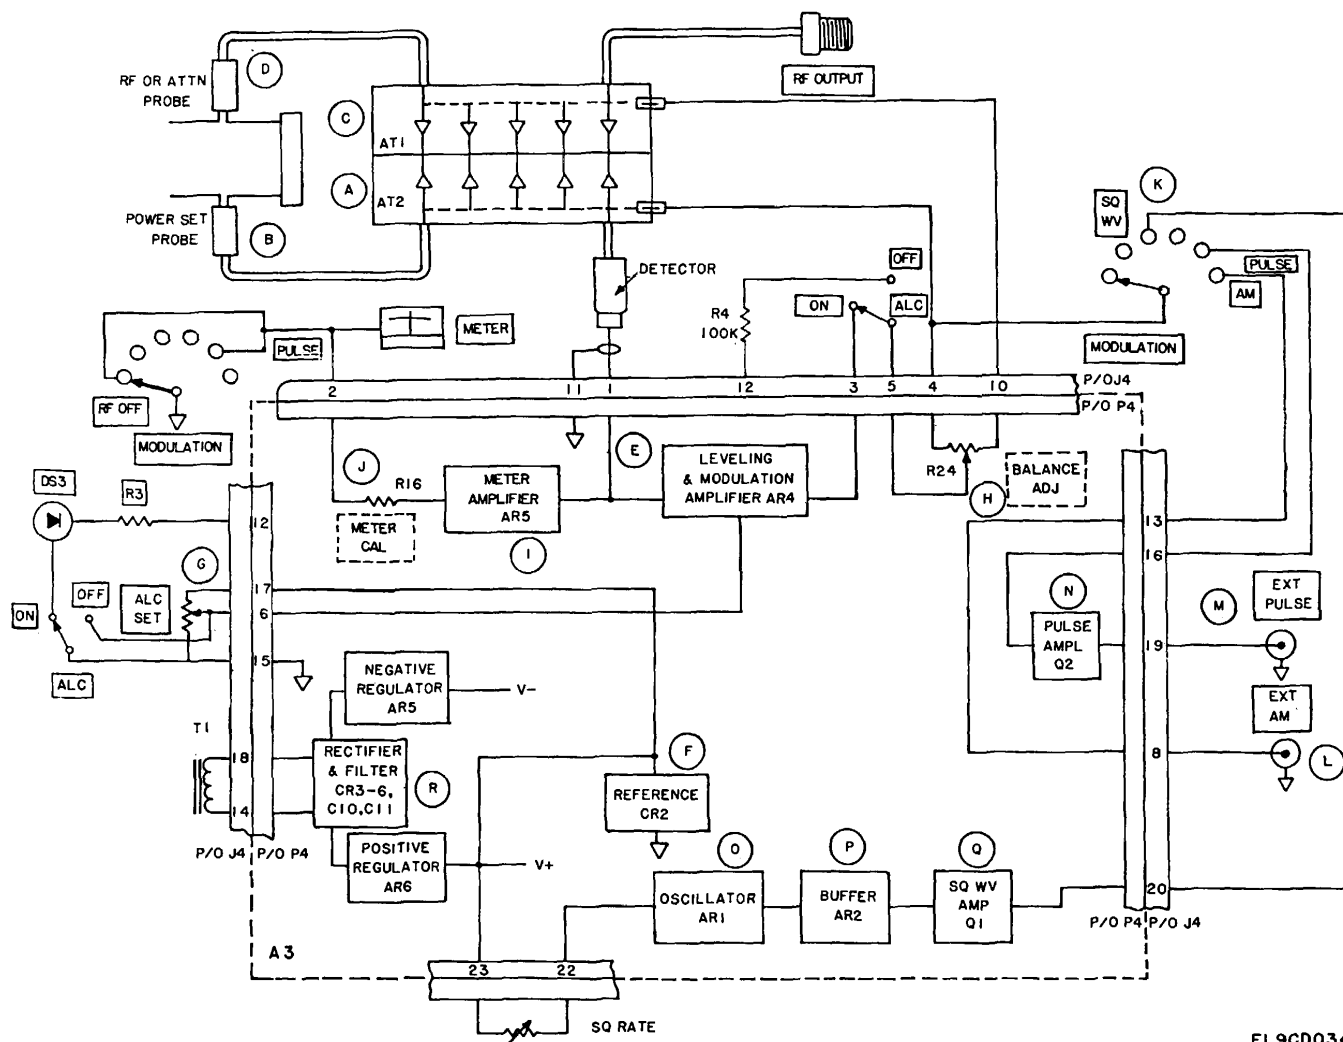 D
RF OR ATTN
PROBE
RF OUTPUT
C
AT1
A
AT2
K
SQ
WV
POWER SET
PROBE
B
DETECTOR
OFF
PULSE
AM
ON
ALC
R4
100K
METER
PULSE
MODULATION
RF OFF
MODULATION
2
11
1
12
3
5
4
10
P/OJ4
P/O P4
E
J
R16
METER
AMPLIFIER
AR5
LEVELING
& MODULATION
AMPLIFIER AR4
R24
BALANCE
ADJ
H
METER
CAL
I
DS3
R3
12
13
16
G
17
6
OFF
ALC
SET
ON
15
ALC
N
PULSE
AMPL
Q2
M
EXT
PULSE
19
EXT
AM
NEGATIVE
REGULATOR
AR5
V-
T1
18
14
RECTIFIER
& FILTER
CR3-6,
C10,C11
R
F
REFERENCE
CR2
8
L
P/O J4
P/O P4
POSITIVE
REGULATOR
AR6
V+
O
OSCILLATOR
AR1
P
BUFFER
AR2
Q
SQ WV
AMP
Q1
20
P/O P4
P/O J4
A3
23
22
SQ RATE